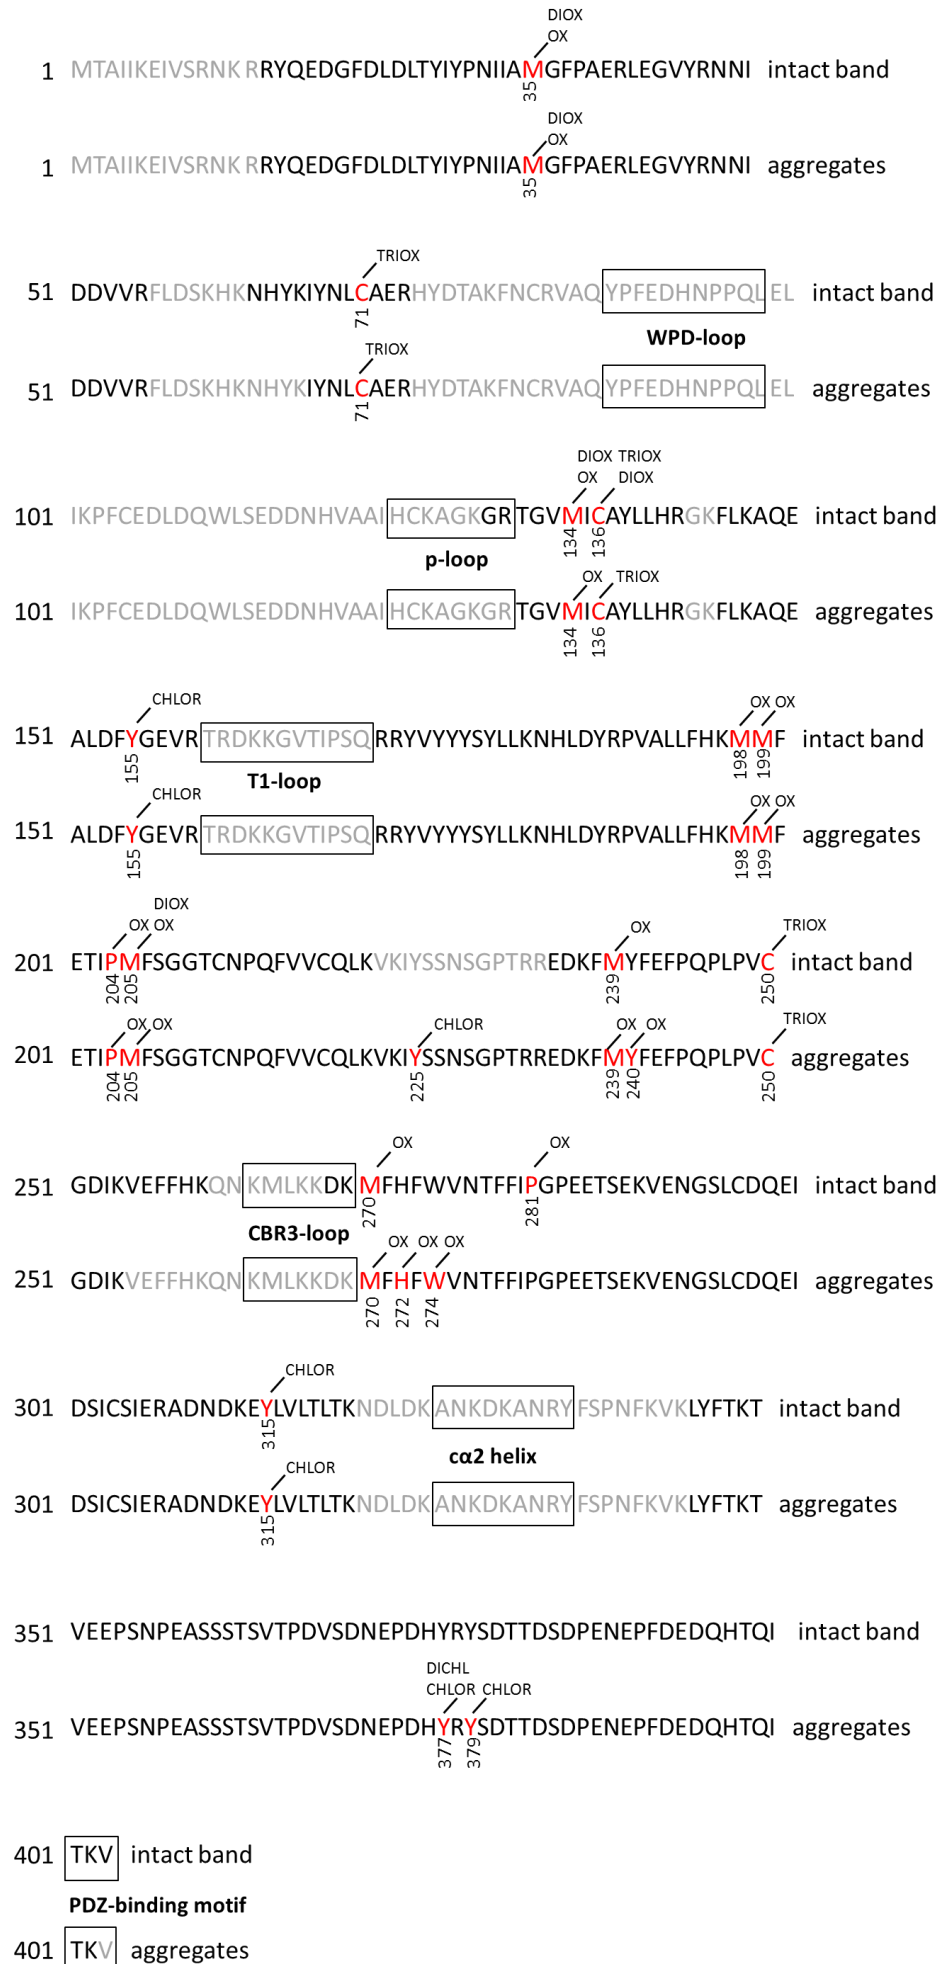 DIOX
OX
1 MTAIIKEIVSRNKRRYQEDGFDLDLTYIYPNIIAMGFPAERLEGVYRNNI intact band
35
DIOX
OX
1 MTAIIKEIVSRNKRRYQEDGFDLDLTYIYPNIIAMGFPAERLEGVYRNNI aggregates
35
TRIOX
51 DDVVRFLDSKHKNHYKIYNLCAERHYDTAKFNCRVAQYPFEDHNPPQLEL intact band
71
WPD-loop
TRIOX
51 DDVVRFLDSKHKNHYKIYNLCAERHYDTAKFNCRVAQYPFEDHNPPQLEL aggregates
71
DIOX TRIOX
OX DIOX
101 IKPFCEDLDQWLSEDDNHVAAIHCKAGKGRTGVMICAYLLHRGKFLKAQE intact band
134 136
p-loop
OX TRIOX
101 IKPFCEDLDQWLSEDDNHVAAIHCKAGKGRTGVMICAYLLHRGKFLKAQE aggregates
134 136
CHLOR OX OX
151 ALDFYGEVRTRDKKGVTIPSQRRYVYYYSYLLKNHLDYRPVALLFHKMMF intact band
155 198 199
T1-loop
CHLOR OX OX
151 ALDFYGEVRTRDKKGVTIPSQRRYVYYYSYLLKNHLDYRPVALLFHKMMF aggregates
155 198 199
DIOX
OX OX OX TRIOX
201 ETIPMFSGGTCNPQFVVCQLKVKIYSSNSGPTRREDKFMYFEFPQPLPVC intact band
204 205 239 250
OX OX CHLOR OX OX TRIOX
201 ETIPMFSGGTCNPQFVVCQLKVKIYSSNSGPTRREDKFMYFEFPQPLPVC aggregates
204 205 225 239 240 250
OX OX
251 GDIKVEFFHKQNKMLKKDKMFHFWVNTFFIPGPEETSEKVENGSLCDQEI intact band
270 281
CBR3-loop
OX OX OX
251 GDIKVEFFHKQNKMLKKDKMFHFWVNTFFIPGPEETSEKVENGSLCDQEI aggregates
270 272 274
CHLOR
301 DSICSIERADNDKEYLVLTLTKNDLDKANKDKANRYFSPNFKVKLYFTKT intact band
315
cα2 helix
CHLOR
301 DSICSIERADNDKEYLVLTLTKNDLDKANKDKANRYFSPNFKVKLYFTKT aggregates
315
351 VEEPSNPEASSSTSVTPDVSDNEPDHYRYSDTTDSDPENEPFDEDQHTQI intact band
DICHL
CHLOR CHLOR
351 VEEPSNPEASSSTSVTPDVSDNEPDHYRYSDTTDSDPENEPFDEDQHTQI aggregates
377 379
401 TKV intact band
PDZ-binding motif
401 TKV aggregates